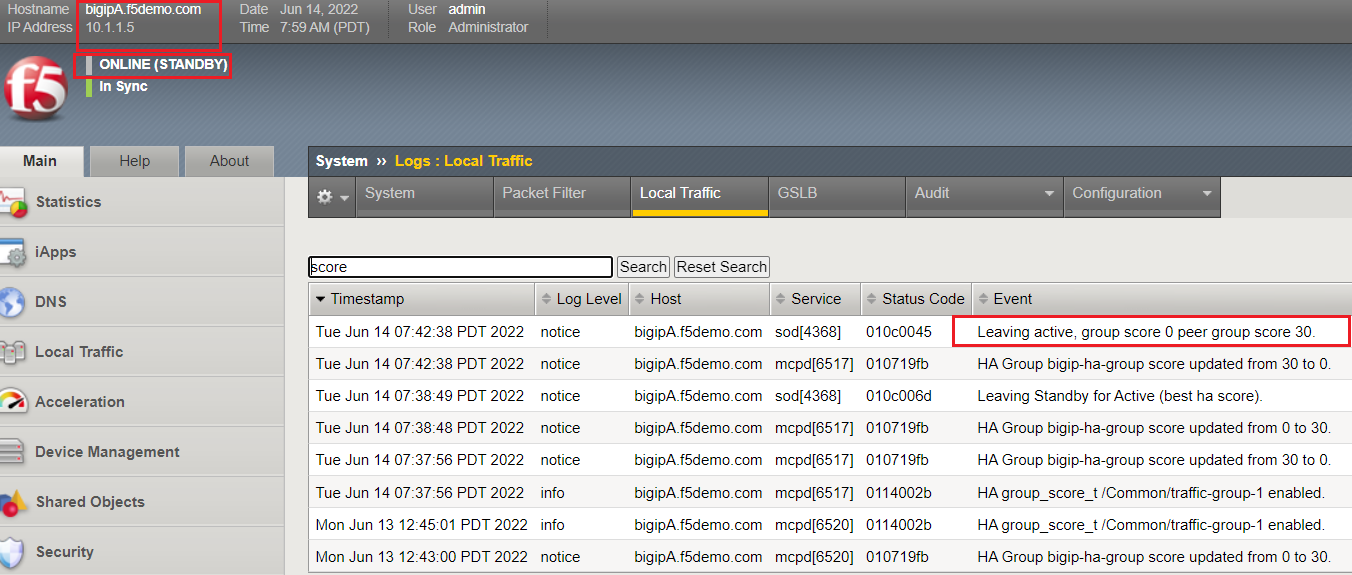 Hostname bigipA.f5demo.com Date Jun 14, 2022 User admin
IP Address 10.1.1.5 Time 7:59 AM (PDT) Role Administrator
f5
ONLINE (STANDBY)
In Sync
Main Help About
System ›› Logs : Local Traffic
System Packet Filter Local Traffic GSLB Audit Configuration
Statistics
iApps
DNS
Local Traffic
Acceleration
Device Management
Shared Objects
Security
score Search Reset Search
Timestamp Log Level Host Service Status Code Event
Tue Jun 14 07:42:38 PDT 2022 notice bigipA.f5demo.com sod[4368] 010c0045 Leaving active, group score 0 peer group score 30.
Tue Jun 14 07:42:38 PDT 2022 notice bigipA.f5demo.com mcpd[6517] 010719fb HA Group bigip-ha-group score updated from 30 to 0.
Tue Jun 14 07:38:49 PDT 2022 notice bigipA.f5demo.com sod[4368] 010c006d Leaving Standby for Active (best ha score).
Tue Jun 14 07:38:48 PDT 2022 notice bigipA.f5demo.com mcpd[6517] 010719fb HA Group bigip-ha-group score updated from 0 to 30.
Tue Jun 14 07:37:56 PDT 2022 notice bigipA.f5demo.com mcpd[6517] 010719fb HA Group bigip-ha-group score updated from 30 to 0.
Tue Jun 14 07:37:56 PDT 2022 info bigipA.f5demo.com mcpd[6517] 0114002b HA group_score_t /Common/traffic-group-1 enabled.
Mon Jun 13 12:45:01 PDT 2022 info bigipA.f5demo.com mcpd[6520] 0114002b HA group_score_t /Common/traffic-group-1 enabled.
Mon Jun 13 12:43:00 PDT 2022 notice bigipA.f5demo.com mcpd[6520] 010719fb HA Group bigip-ha-group score updated from 0 to 30.